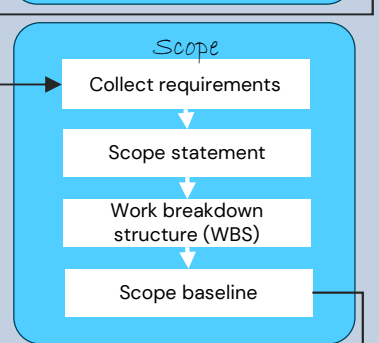 Scope
Collect requirements
Scope statement
Work breakdown
structure (WBS)
Scope baseline